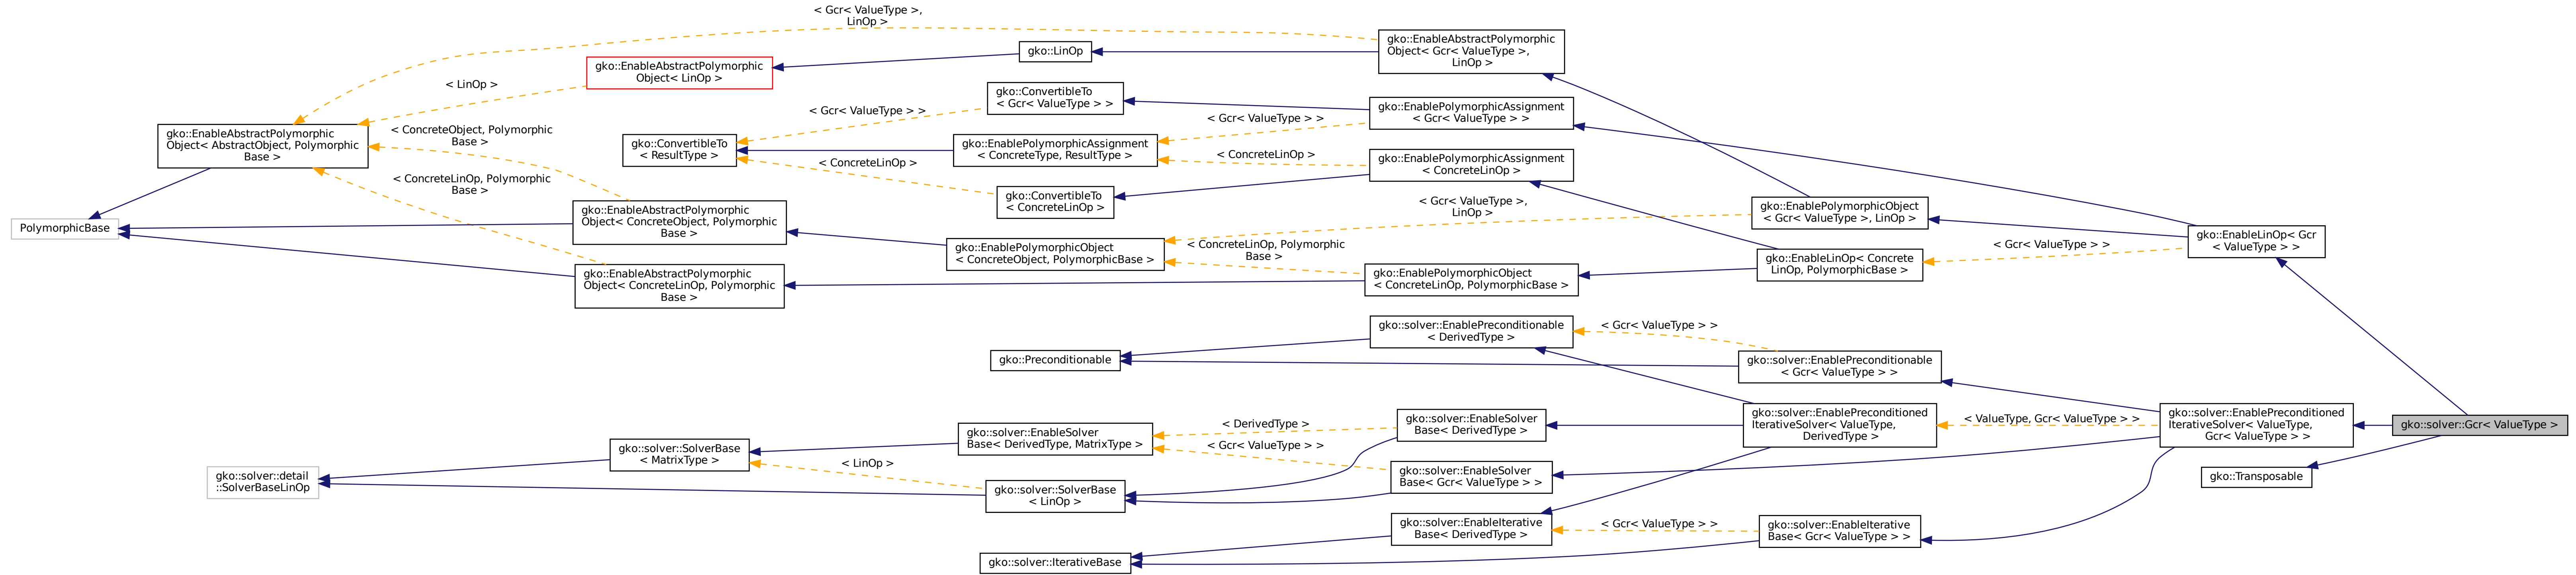 < Gcr< ValueType >,
LinOp >
gko::EnableAbstractPolymorphic
Object< Gcr< ValueType >,
LinOp >
gko::LinOp
gko::EnableAbstractPolymorphic
Object< LinOp >
< LinOp >
gko::ConvertibleTo
< Gcr< ValueType > >
gko::EnablePolymorphicAssignment
< Gcr< ValueType > >
< Gcr< ValueType > >
< Gcr< ValueType > >
gko::EnableAbstractPolymorphic
Object< AbstractObject, Polymorphic
Base >
< ConcreteObject, Polymorphic
Base >
gko::ConvertibleTo
< ResultType >
gko::EnablePolymorphicAssignment
< ConcreteType, ResultType >
< ConcreteLinOp >
< ConcreteLinOp >
gko::EnablePolymorphicAssignment
< ConcreteLinOp >
< ConcreteLinOp, Polymorphic
Base >
gko::ConvertibleTo
< ConcreteLinOp >
< Gcr< ValueType >,
LinOp >
gko::EnablePolymorphicObject
< Gcr< ValueType >, LinOp >
PolymorphicBase
gko::EnableAbstractPolymorphic
Object< ConcreteObject, Polymorphic
Base >
gko::EnablePolymorphicObject
< ConcreteObject, PolymorphicBase >
< ConcreteLinOp, Polymorphic
Base >
gko::EnableLinOp< Concrete
LinOp, PolymorphicBase >
< Gcr< ValueType > >
gko::EnableLinOp< Gcr
< ValueType > >
gko::EnableAbstractPolymorphic
Object< ConcreteLinOp, Polymorphic
Base >
gko::EnablePolymorphicObject
< ConcreteLinOp, PolymorphicBase >
gko::solver::EnablePreconditionable
< DerivedType >
< Gcr< ValueType > >
gko::Preconditionable
gko::solver::EnablePreconditionable
< Gcr< ValueType > >
gko::solver::EnableSolver
Base< DerivedType, MatrixType >
< DerivedType >
gko::solver::EnableSolver
Base< DerivedType >
gko::solver::EnablePreconditioned
IterativeSolver< ValueType,
DerivedType >
< ValueType, Gcr< ValueType > >
gko::solver::EnablePreconditioned
IterativeSolver< ValueType,
Gcr< ValueType > >
gko::solver::Gcr< ValueType >
gko::solver::SolverBase
< MatrixType >
< Gcr< ValueType > >
< LinOp >
gko::solver::detail
::SolverBaseLinOp
gko::solver::EnableSolver
Base< Gcr< ValueType > >
gko::Transposable
gko::solver::SolverBase
< LinOp >
gko::solver::EnableIterative
Base< DerivedType >
< Gcr< ValueType > >
gko::solver::EnableIterative
Base< Gcr< ValueType > >
gko::solver::IterativeBase